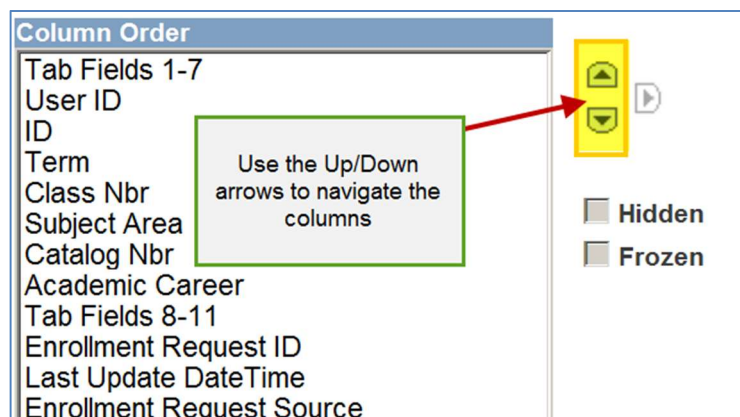 Column Order
Tab Fields 1-7
User ID
ID
Term
Class Nbr
Subject Area
Catalog Nbr
Academic Career
Tab Fields 8-11
Enrollment Request ID
Last Update DateTime
Enrollment Request Source
Use the Up/Down
arrows to navigate the
columns
Hidden
Frozen